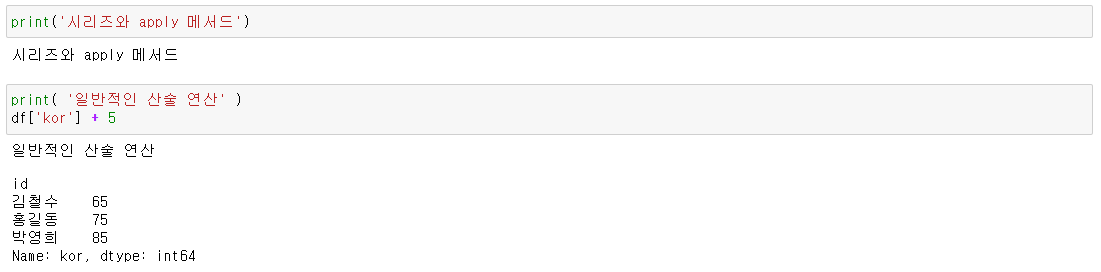 print('시리즈와 apply 메서드')
시리즈와 apply 메서드
print( '일반적인 산술 연산' )
df['kor'] + 5
일반적인 산술 연산
id
김철수    65
홍길동    75
박영희    85
Name: kor, dtype: int64